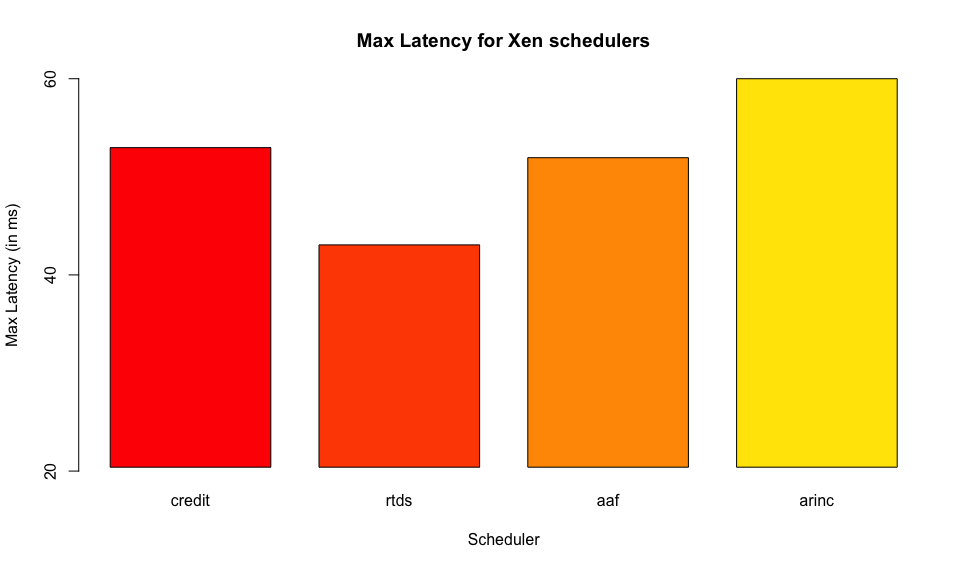 Max Latency for Xen schedulers
Max Latency (in ms)
60
40
20
credit rtds aaf arinc
Scheduler